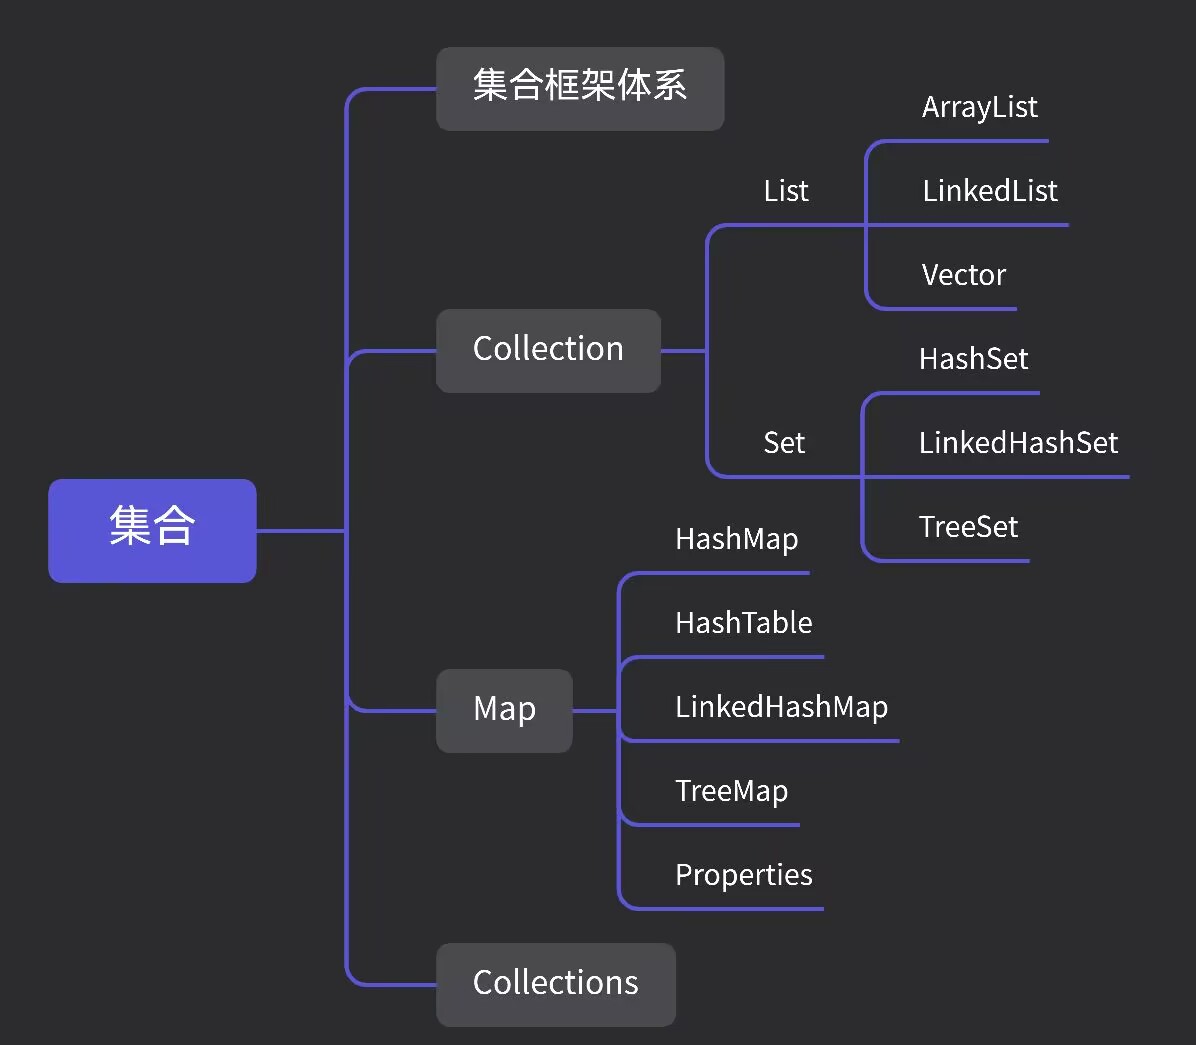 集合
集合框架体系
Collection
List
ArrayList
LinkedList
Vector
Set
HashSet
LinkedHashSet
TreeSet
Map
HashMap
HashTable
LinkedHashMap
TreeMap
Properties
Collections